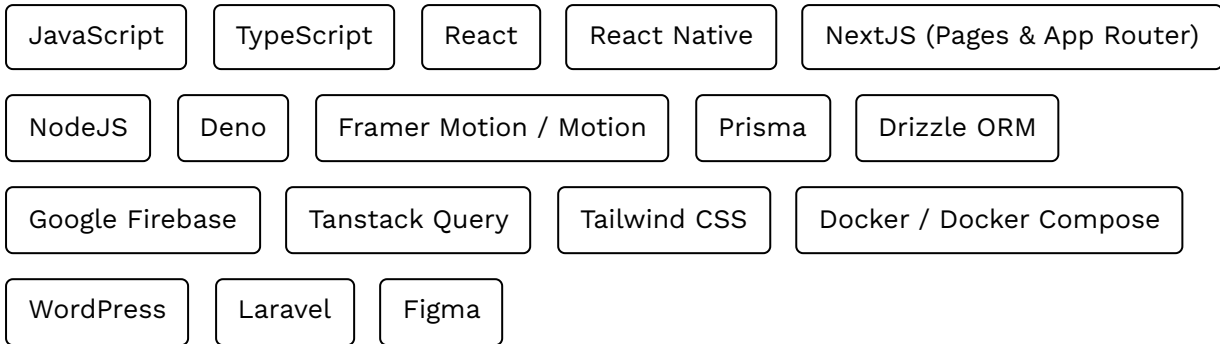 JavaScript TypeScript React React Native NextJS (Pages & App Router)
NodeJS Deno Framer Motion / Motion Prisma Drizzle ORM
Google Firebase Tanstack Query Tailwind CSS Docker / Docker Compose
WordPress Laravel Figma